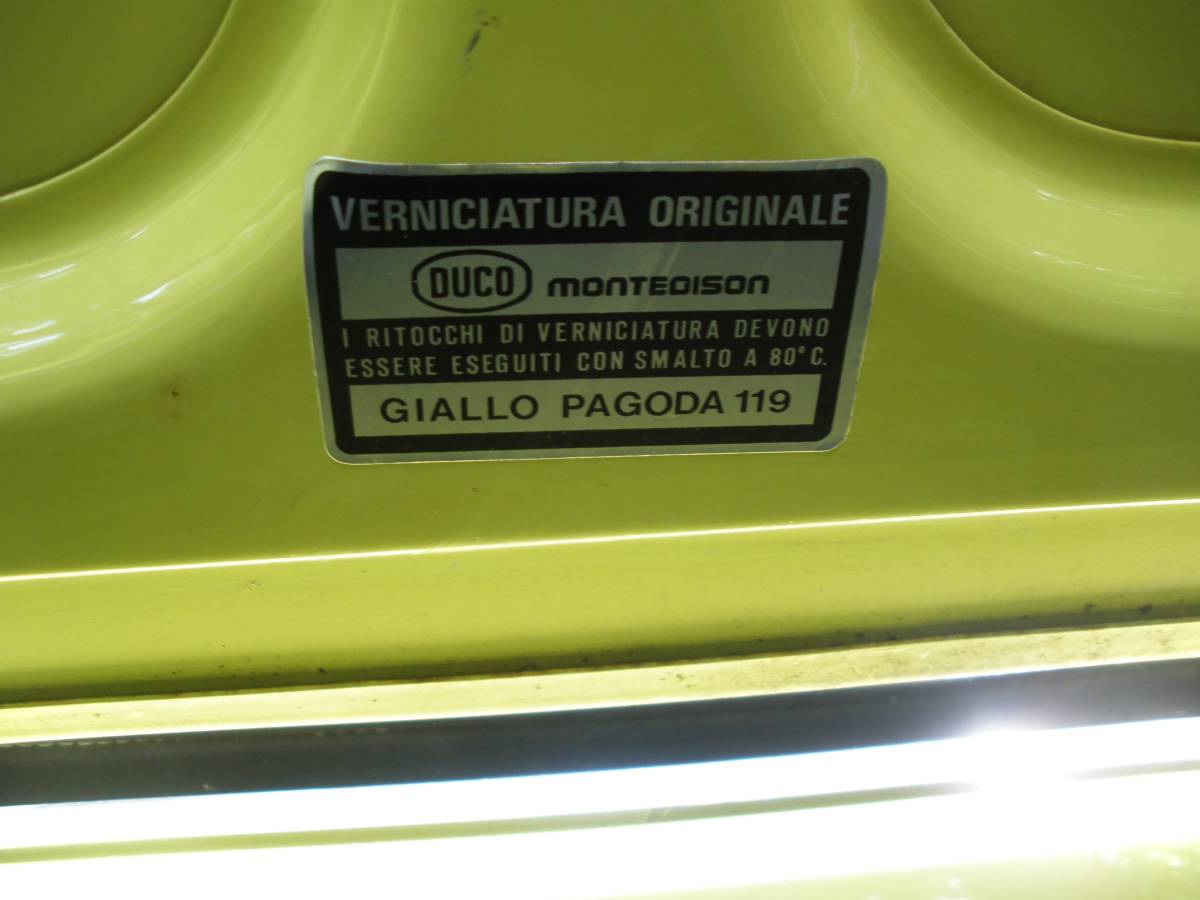 VERNICIATURA ORIGINALE
DUCO MONTEDISON
I RITOCCHI DI VERNICIATURA DEVONO
ESSERE ESEGUITI CON SMALTO A 80° C.
GIALLO PAGODA 119